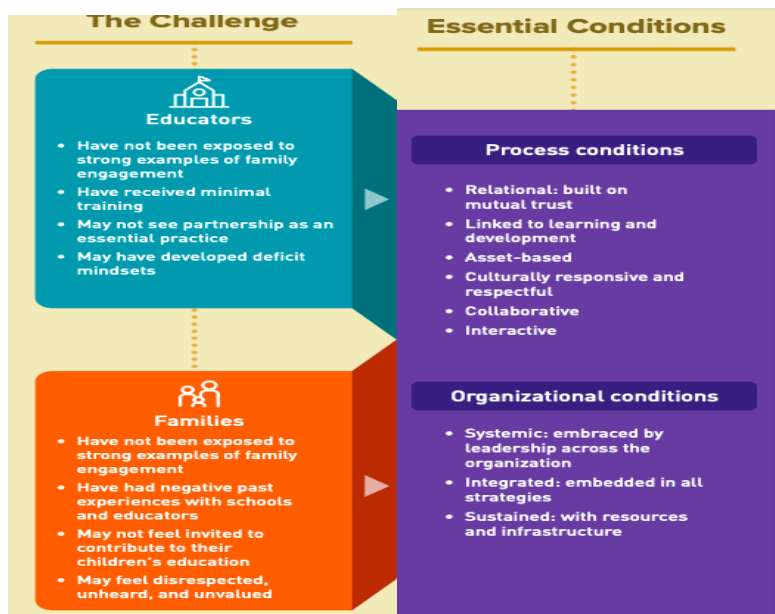 The Challenge
Educators
• Have not been exposed to
strong examples of family
engagement
• Have received minimal
training
• May not see partnership as an
essential practice
• May have developed deficit
mindsets
Families
• Have not been exposed to
strong examples of family
engagement
• Have had negative past
experiences with schools
and educators
• May not feel invited to
contribute to their
children's education
• May feel disrespected,
unheard, and unvalued
Essential Conditions
Process conditions
• Relational: built on
mutual trust
• Linked to learning and
development
• Asset-based
• Culturally responsive and
respectful
• Collaborative
• Interactive
Organizational conditions
• Systemic: embraced by
leadership across the
organization
• Integrated: embedded in all
strategies
• Sustained: with resources
and infrastructure